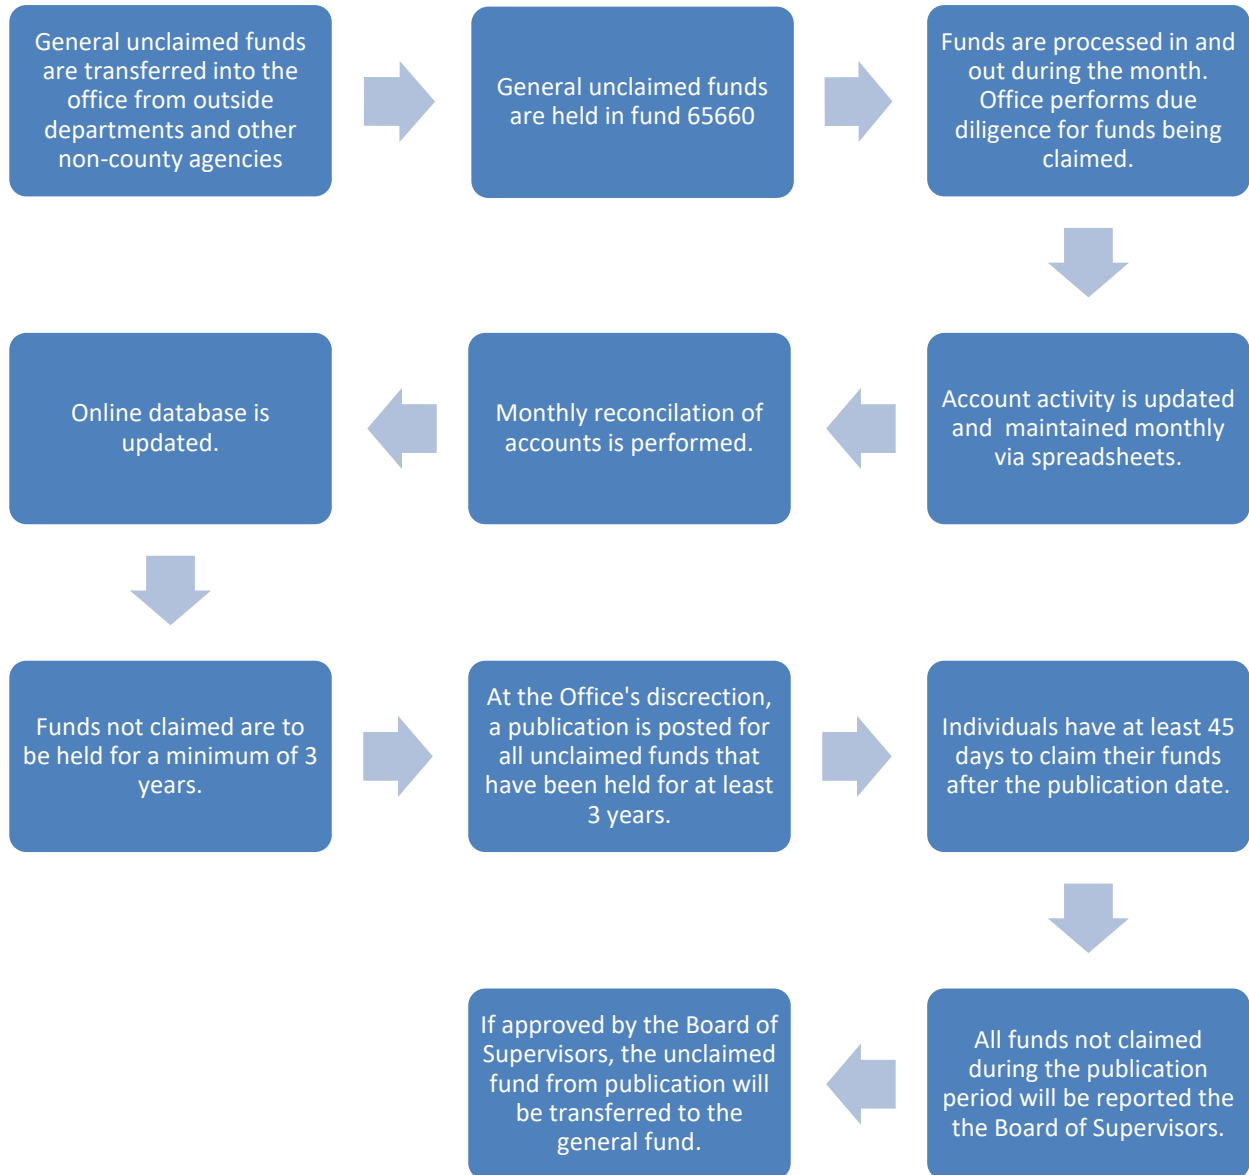 General unclaimed funds
are transferred into the
office from outside
departments and other
non-county agencies
General unclaimed funds
are held in fund 65660
Funds are processed in and
out during the month.
Office performs due
diligence for funds being
claimed.
Account activity is updated
and  maintained monthly
via spreadsheets.
Monthly reconcilation of
accounts is performed.
Online database is
updated.
Funds not claimed are to
be held for a minimum of 3
years.
At the Office's discrection,
a publication is posted for
all unclaimed funds that
have been held for at least
3 years.
Individuals have at least 45
days to claim their funds
after the publication date.
All funds not claimed
during the publication
period will be reported the
the Board of Supervisors.
If approved by the Board of
Supervisors, the unclaimed
fund from publication will
be transferred to the
general fund.